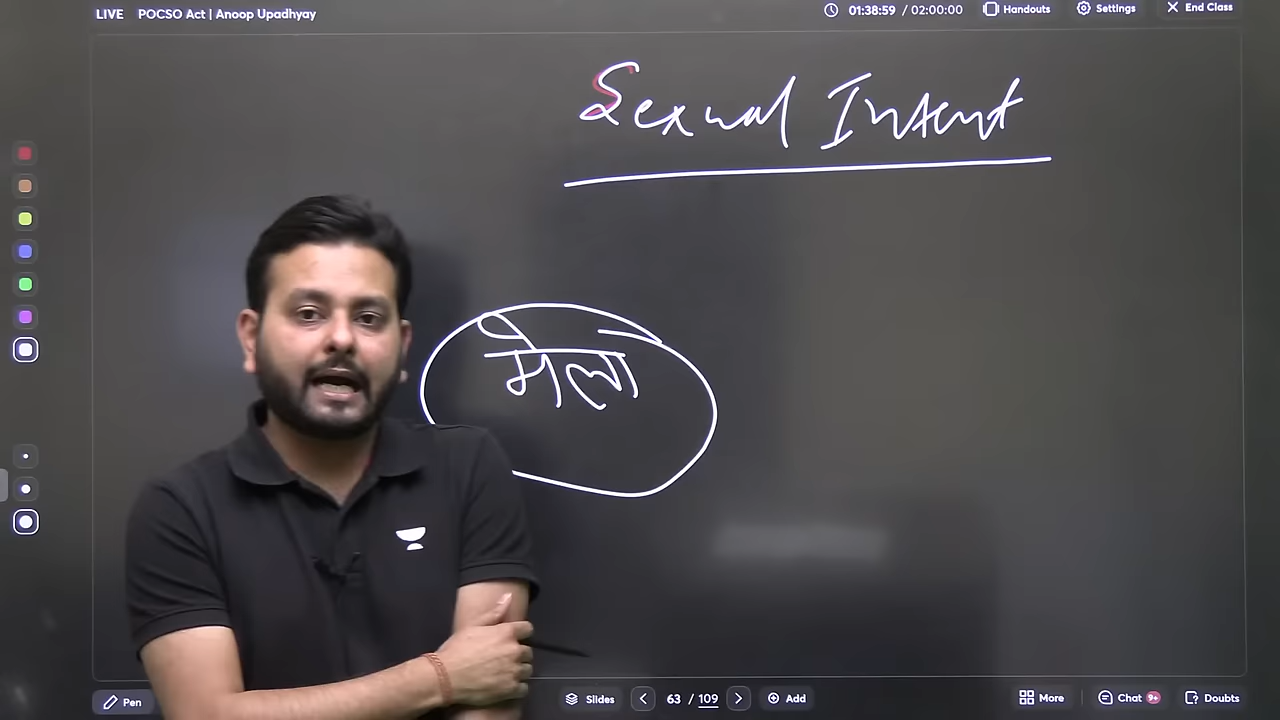 LIVE POCSO Act | Anoop Upadhyay 01:38:59 / 02:00:00 Handouts Settings End Class
Sexual Intent
मेला
Pen Slides 63 / 109 Add More Chat 9+ Doubts